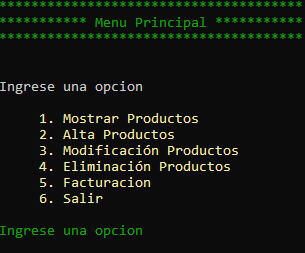 ******************************************
*********** Menu Principal ***********
******************************************
Ingrese una opcion
1. Mostrar Productos
2. Alta Productos
3. Modificación Productos
4. Eliminación Productos
5. Facturacion
6. Salir
Ingrese una opcion